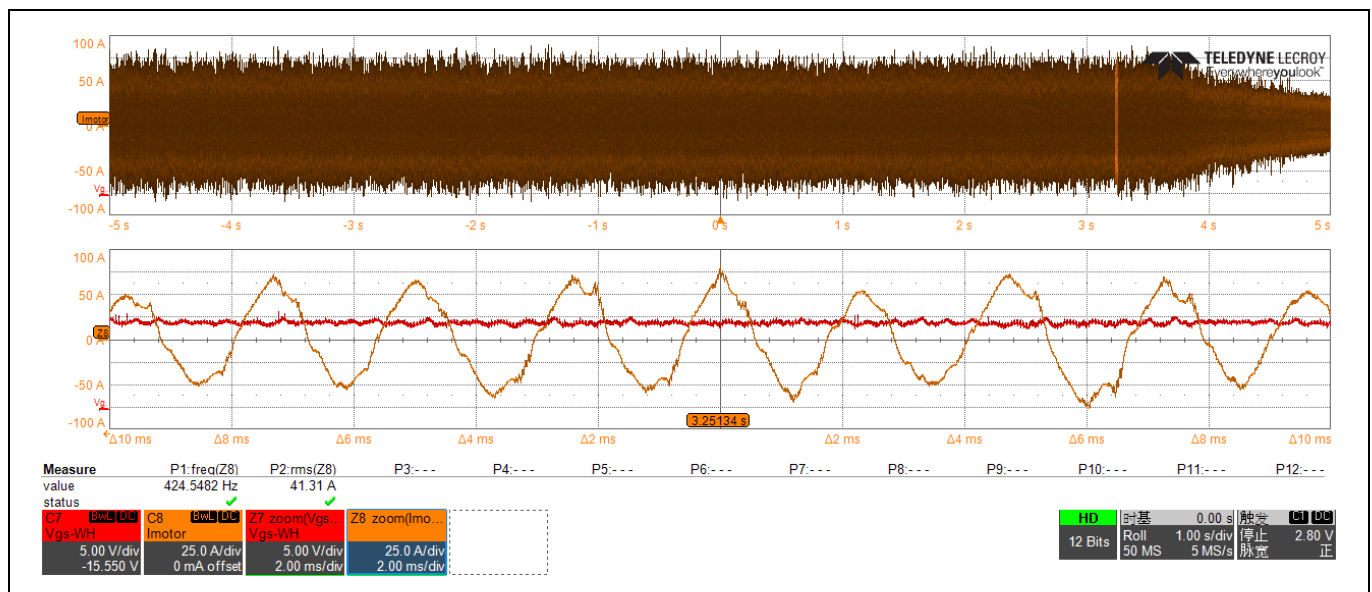 100 A
50 A
Imotor
0 A
-50 A
Vg.
-100 A
TELEDYNE LECROY
Everywhereyoulook™
-5 s -4 s -3 s -2 s -1 s 0 s 1 s 2 s 3 s 4 s 5 s
100 A
50 A
Z8
0 A
-50 A
Vg.
-100 A
3.25134 s
Δ10 ms Δ8 ms Δ6 ms Δ4 ms Δ2 ms Δ2 ms Δ4 ms Δ6 ms Δ8 ms Δ10 ms
Measure P1:freq(Z8) P2:rms(Z8) P3:- - - P4:- - - P5:- - - P6:- - - P7:- - - P8:- - - P9:- - - P10:- - - P11:- - - P12:- - -
value 424.5482 Hz 41.31 A
status
C7 BwL DC C8 BwL DC Z7 zoom(Vgs... Z8 zoom(Imo...
Vgs-WH Imotor Vgs-WH
5.00 V/div 25.0 A/div 5.00 V/div 25.0 A/div
-15.550 V 0 mA offset 2.00 ms/div 2.00 ms/div
HD 时基 0.00 s 触发 C1 DC
12 Bits Roll 1.00 s/div 停止 2.80 V
50 MS 5 MS/s 脉宽 正